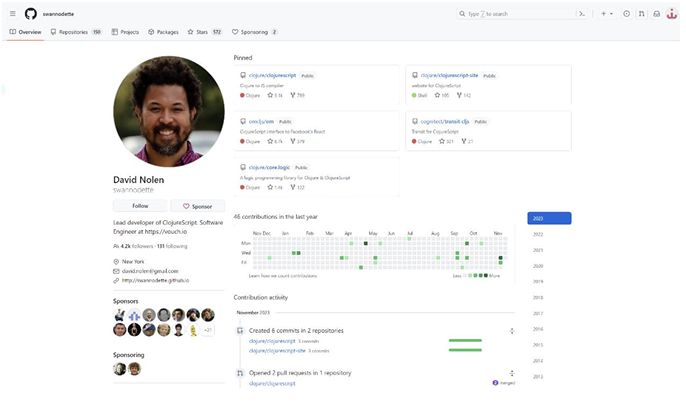 swannodette
Type / to search
Overview
Repositories 158
Projects
Packages
Stars 572
Sponsoring 2
Pinned
clojure/clojurescript Public
Clojure to JS compiler
Clojure 9.1k 789
clojure/clojurescript-site Public
website for ClojureScript
Shell 105 142
omcljs/om Public
ClojureScript interface to Facebook's React
Clojure 6.7k 379
cognitect/transit-cljs Public
Transit for ClojureScript
Clojure 321 21
clojure/core.logic Public
A logic programming library for Clojure & ClojureScript
Clojure 1.4k 122
David Nolen
swannodette
Follow
Sponsor
Lead developer of ClojureScript. Software
Engineer at https://vouch.io
4.2k followers · 131 following
New York
david.nolen@gmail.com
http://swannodette.github.io
Sponsors
+21
Sponsoring
46 contributions in the last year
Nov Dec Jan Feb Mar Apr May Jun Jul Aug Sep Oct Nov
Mon
Wed
Fri
Learn how we count contributions
Less More
Contribution activity
November 2023
Created 6 commits in 2 repositories
clojure/clojurescript 3 commits
clojure/clojurescript-site 3 commits
Opened 2 pull requests in 1 repository
clojure/clojurescript
2 merged
2023
2022
2021
2020
2019
2018
2017
2016
2015
2014
2013